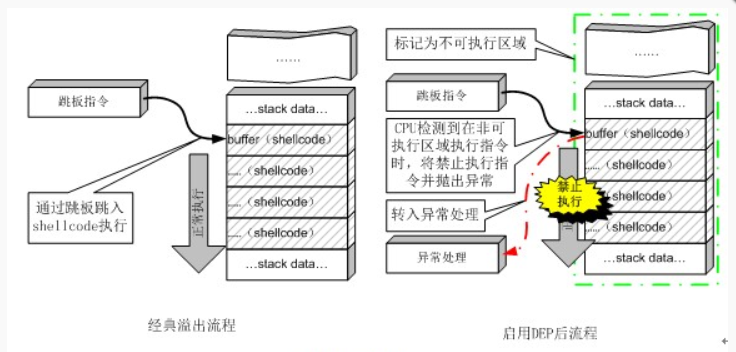 ……
跳板指令
…stack data…
buffer（shellcode）
……（shellcode）
……（shellcode）
……（shellcode）
…stack data…
通过跳板跳入
shellcode执行
正常执行
经典溢出流程
标记为不可执行区域
……
跳板指令
…stack data…
buffer（shellcode）
……（shellcode）
……（shellcode）
……（shellcode）
…stack data…
CPU检测到在非可
执行区域执行指令
时，将禁止执行指
令并抛出异常
禁止
执行
转入异常处理
异常处理
启用DEP后流程